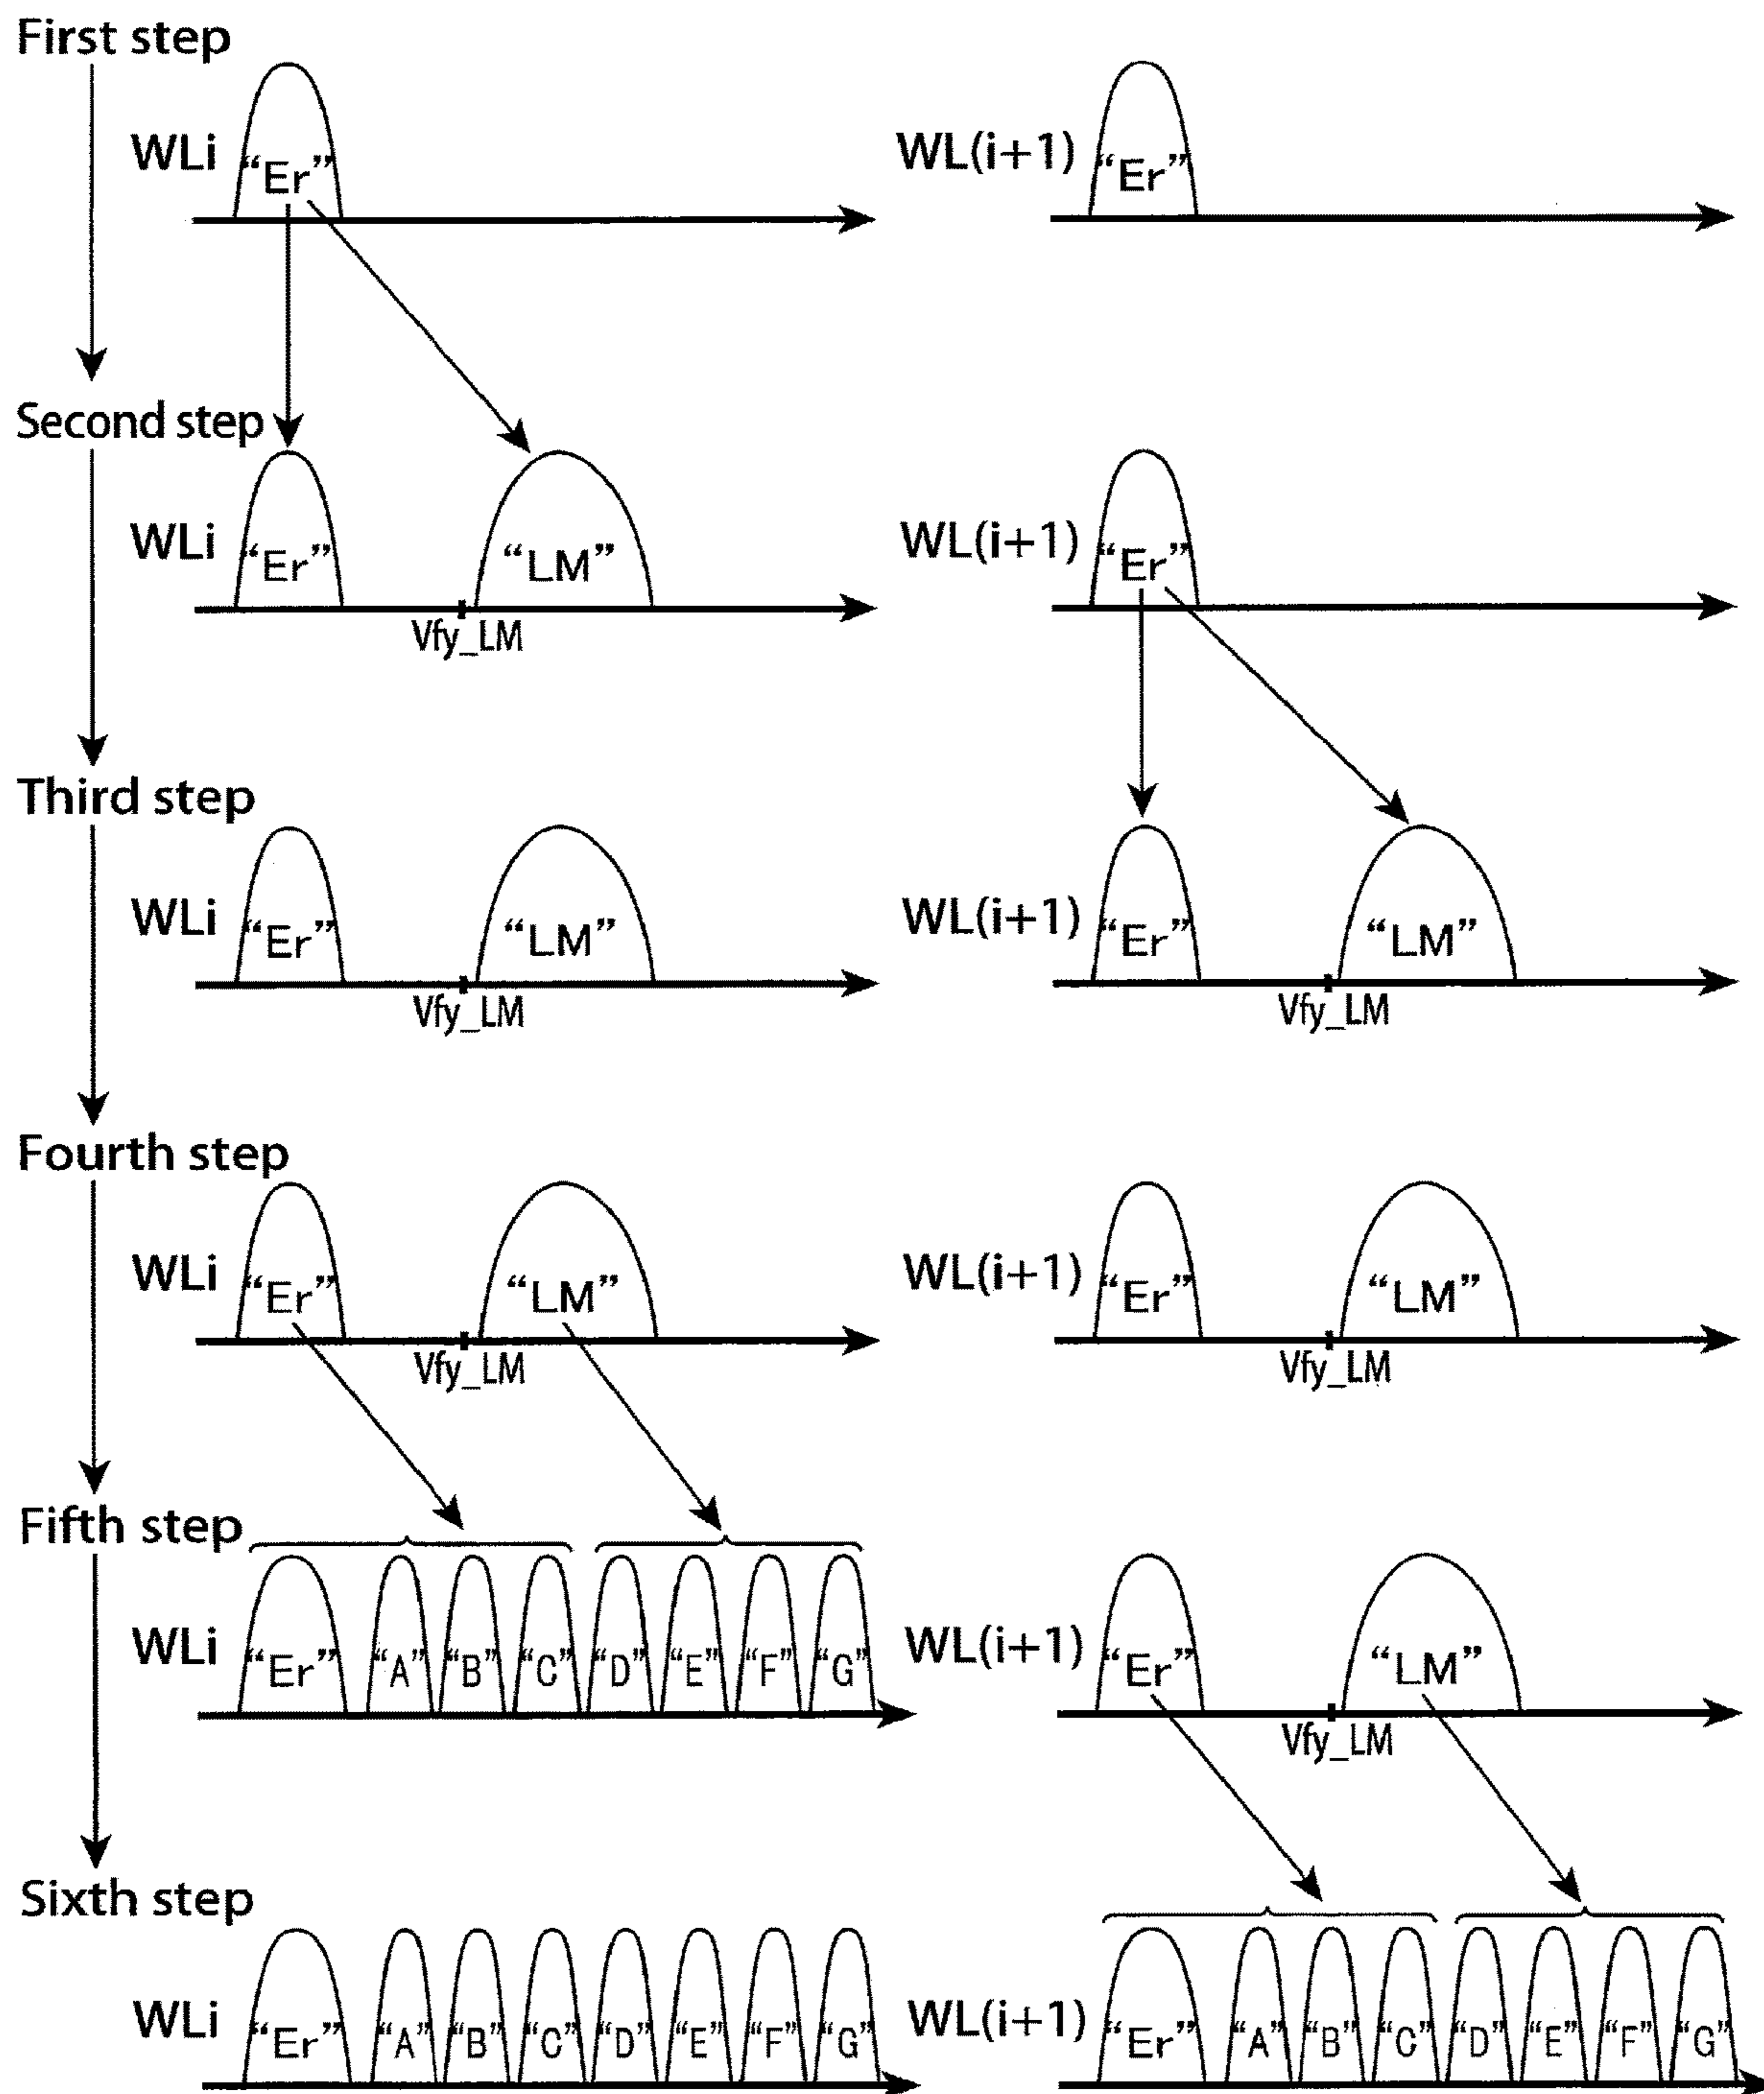 First step
WLi “Er” WL(i+1) “Er”
Second step
WLi “Er” “LM” WL(i+1) “Er”
Vfy_LM
Third step
WLi “Er” “LM” WL(i+1) “Er” “LM”
Vfy_LM Vfy_LM
Fourth step
WLi “Er” “LM” WL(i+1) “Er” “LM”
Vfy_LM Vfy_LM
Fifth step
WLi “Er” “A” “B” “C” “D” “E” “F” “G” WL(i+1) “Er” “LM”
Vfy_LM
Sixth step
WLi “Er” “A” “B” “C” “D” “E” “F” “G” WL(i+1) “Er” “A” “B” “C” “D” “E” “F” “G”